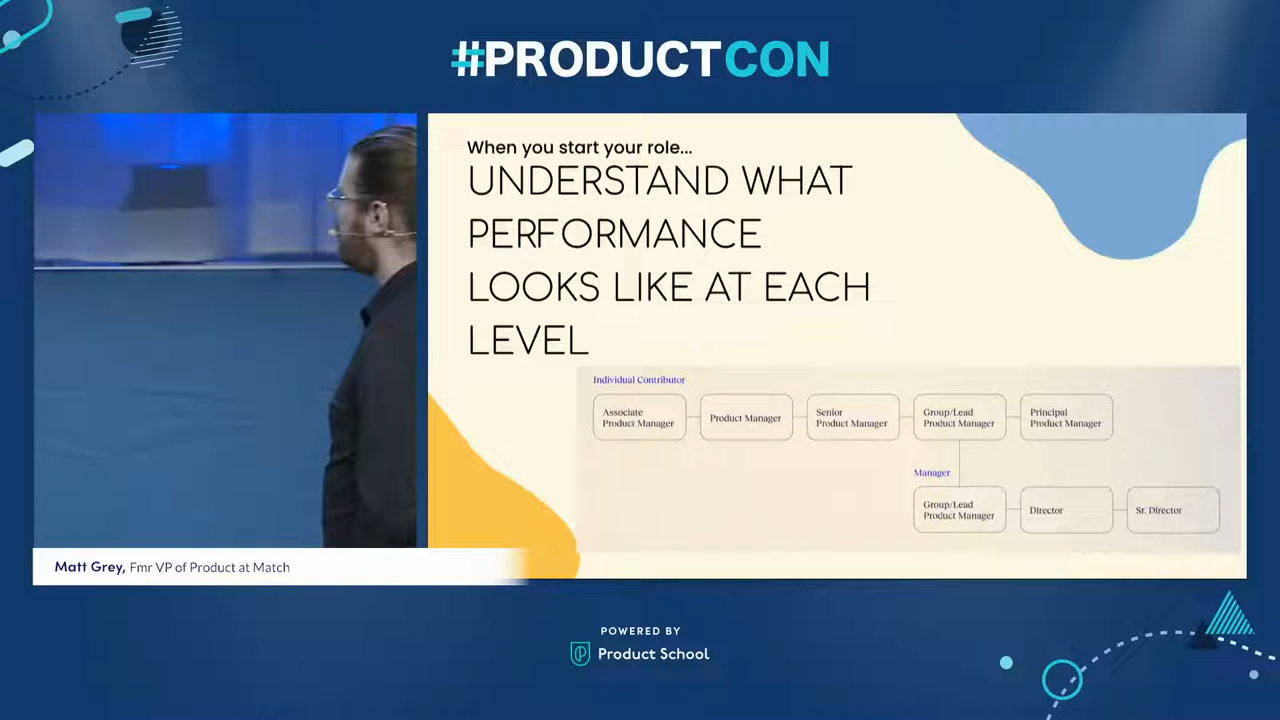 #PRODUCTCON
When you start your role...
UNDERSTAND WHAT
PERFORMANCE
LOOKS LIKE AT EACH
LEVEL
Individual Contributor
Associate
Product Manager
Product Manager
Senior
Product Manager
Group/Lead
Product Manager
Principal
Product Manager
Manager
Group/Lead
Product Manager
Director
Sr. Director
Matt Grey, Fmr VP of Product at Match
POWERED BY
Product School